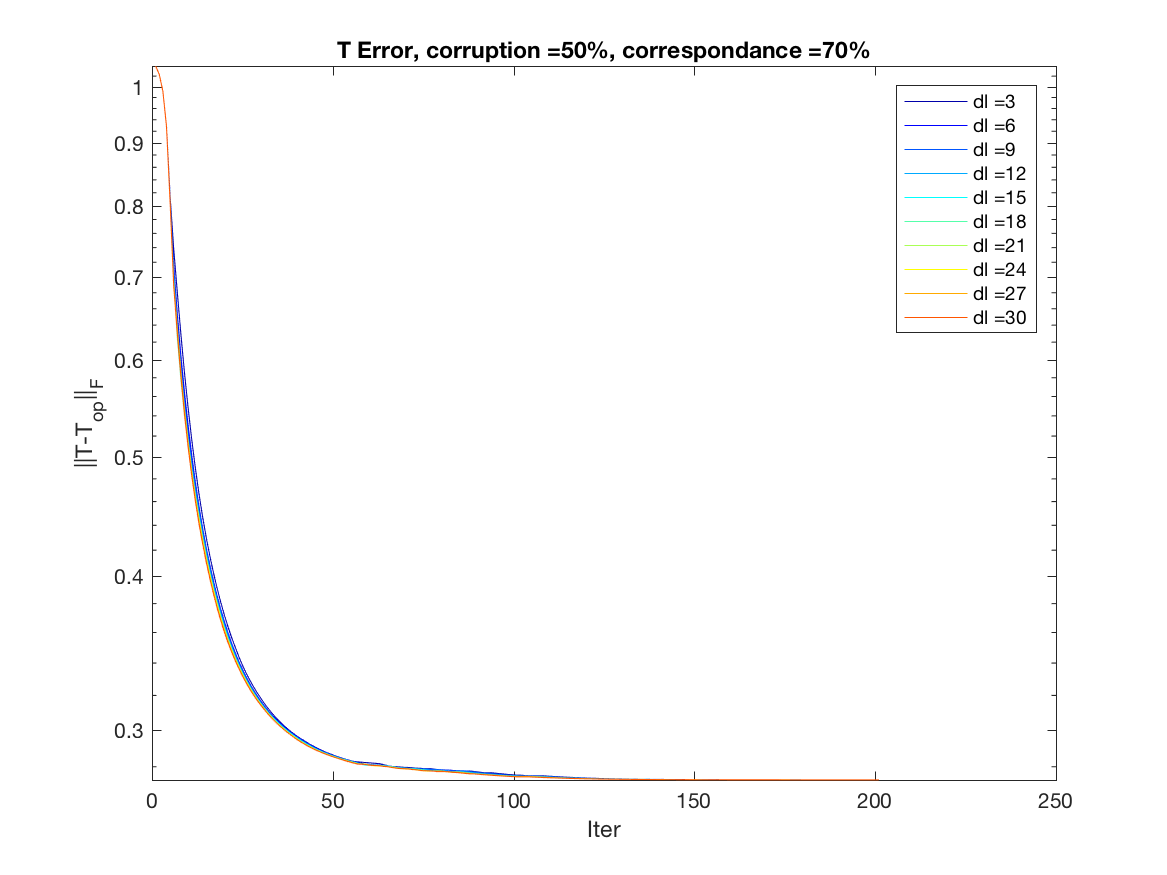 T Error, corruption =50%, correspondance =70%
1
0.9
0.8
0.7
0.6
0.5
0.4
0.3
||T-T_op||_F
0 50 100 150 200 250
Iter
dl =3
dl =6
dl =9
dl =12
dl =15
dl =18
dl =21
dl =24
dl =27
dl =30